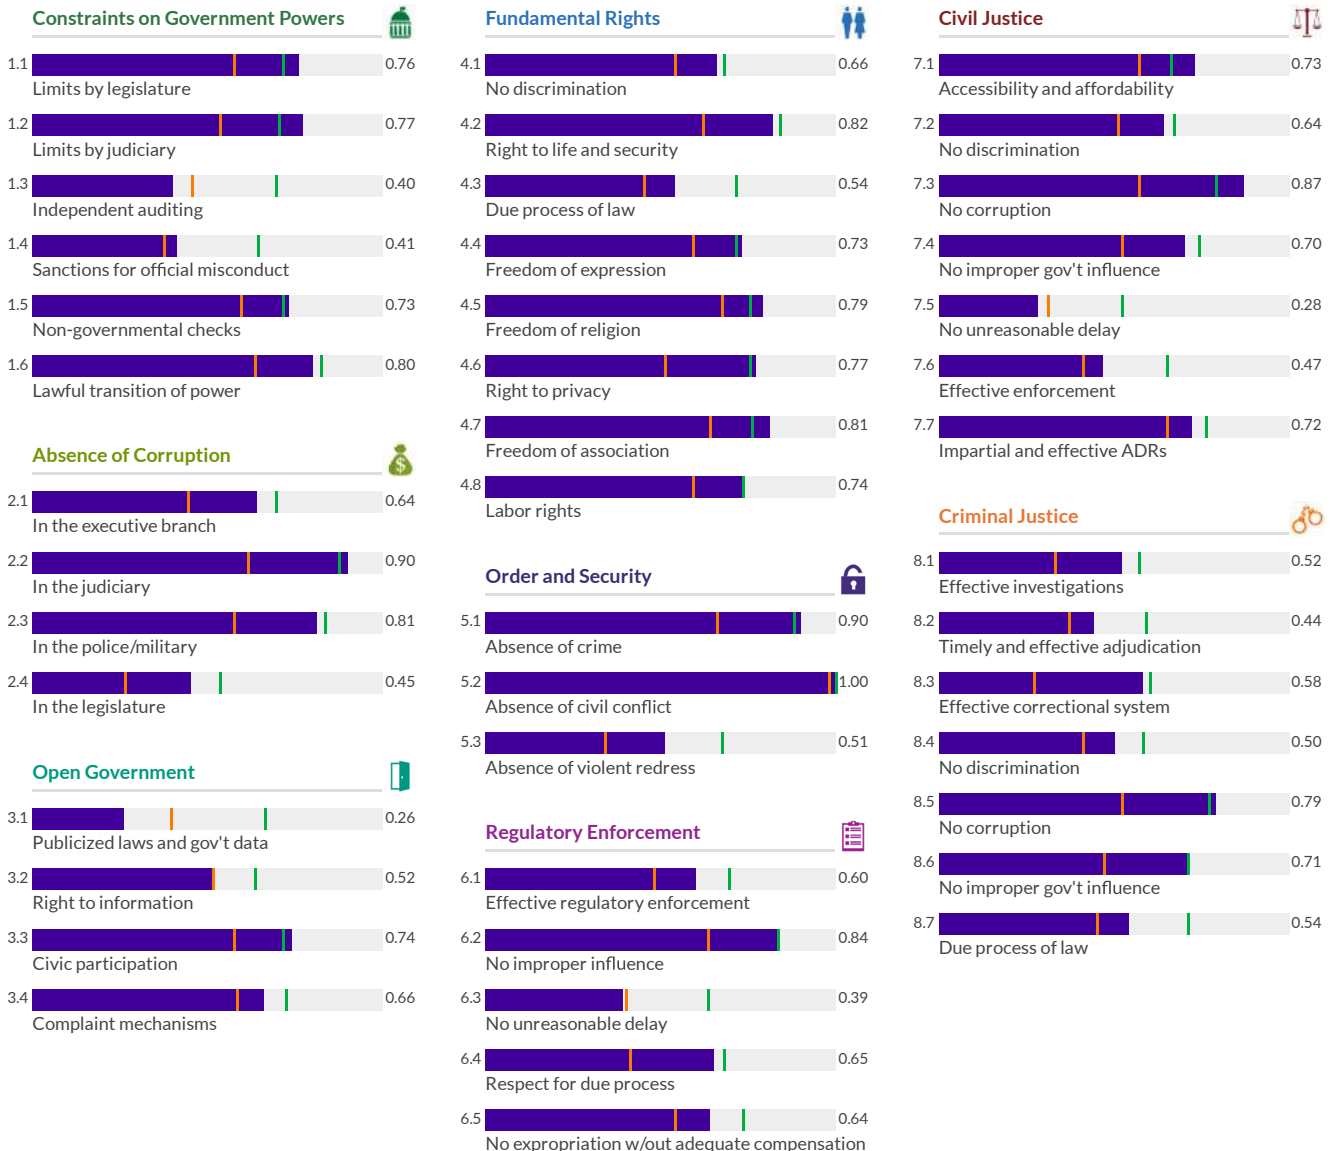 Constraints on Government Powers
1.1 0.76
Limits by legislature
1.2 0.77
Limits by judiciary
1.3 0.40
Independent auditing
1.4 0.41
Sanctions for official misconduct
1.5 0.73
Non-governmental checks
1.6 0.80
Lawful transition of power
Absence of Corruption
$
2.1 0.64
In the executive branch
2.2 0.90
In the judiciary
2.3 0.81
In the police/military
2.4 0.45
In the legislature
Open Government
3.1 0.26
Publicized laws and gov't data
3.2 0.52
Right to information
3.3 0.74
Civic participation
3.4 0.66
Complaint mechanisms
Fundamental Rights
4.1 0.66
No discrimination
4.2 0.82
Right to life and security
4.3 0.54
Due process of law
4.4 0.73
Freedom of expression
4.5 0.79
Freedom of religion
4.6 0.77
Right to privacy
4.7 0.81
Freedom of association
4.8 0.74
Labor rights
Order and Security
5.1 0.90
Absence of crime
5.2 1.00
Absence of civil conflict
5.3 0.51
Absence of violent redress
Regulatory Enforcement
6.1 0.60
Effective regulatory enforcement
6.2 0.84
No improper influence
6.3 0.39
No unreasonable delay
6.4 0.65
Respect for due process
6.5 0.64
No expropriation w/out adequate compensation
Civil Justice
7.1 0.73
Accessibility and affordability
7.2 0.64
No discrimination
7.3 0.87
No corruption
7.4 0.70
No improper gov't influence
7.5 0.28
No unreasonable delay
7.6 0.47
Effective enforcement
7.7 0.72
Impartial and effective ADRs
Criminal Justice
8.1 0.52
Effective investigations
8.2 0.44
Timely and effective adjudication
8.3 0.58
Effective correctional system
8.4 0.50
No discrimination
8.5 0.79
No corruption
8.6 0.71
No improper gov't influence
8.7 0.54
Due process of law